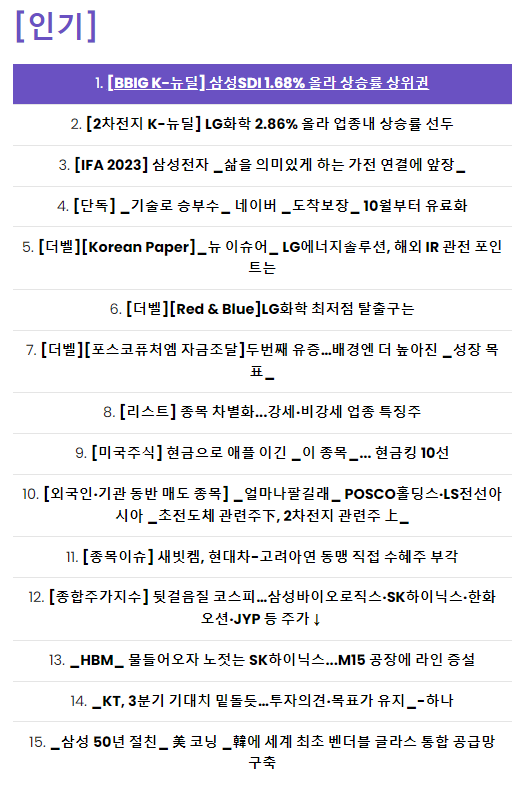 [인기]
1. [BBIG K-뉴딜] 삼성SDI 1.68% 올라 상승률 상위권
2. [2차전지 K-뉴딜] LG화학 2.86% 올라 업종내 상승률 선두
3. [IFA 2023] 삼성전자 _삶을 의미있게 하는 가전 연결에 앞장_
4. [단독] _기술로 승부수_ 네이버 _도착보장_ 10월부터 유료화
5. [더벨][Korean Paper]_뉴 이슈어_ LG에너지솔루션, 해외 IR 관전 포인
트는
6. [더벨][Red & Blue]LG화학 최저점 탈출구는
7. [더벨][포스코퓨처엠 자금조달]두번째 유증…배경엔 더 높아진 _성장 목
표_
8. [리스트] 종목 차별화...강세·비강세 업종 특징주
9. [미국주식] 현금으로 애플 이긴 _이 종목_... 현금킹 10선
10. [외국인·기관 동반 매도 종목] _얼마나팔길래_ POSCO홀딩스·LS전선아
시아 _초전도체 관련주下, 2차전지 관련주 上_
11. [종목이슈] 새빗켐, 현대차-고려아연 동맹 직접 수혜주 부각
12. [종합주가지수] 뒷걸음질 코스피…삼성바이오로직스·SK하이닉스·한화
오션·JYP 등 주가↓
13. _HBM_ 물들어오자 노젓는 SK하이닉스...M15 공장에 라인 증설
14. _KT, 3분기 기대치 밑돌듯…투자의견·목표가 유지_-하나
15. _삼성 50년 절친_ 美 코닝 _韓에 세계 최초 벤더블 글라스 통합 공급망
구축